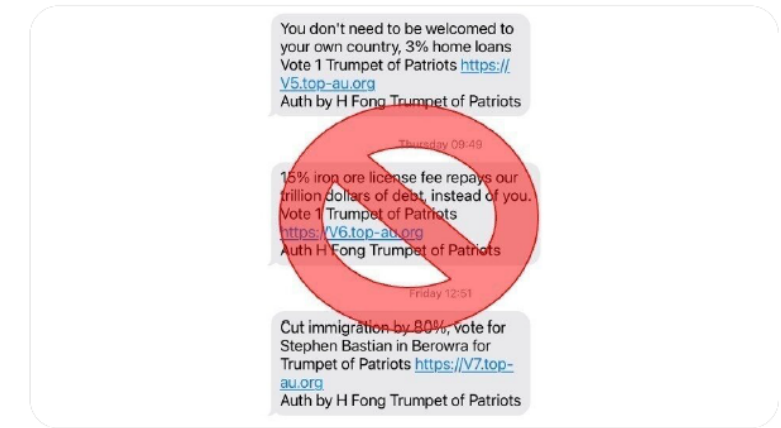 You don't need to be welcomed to
your own country, 3% home loans
Vote 1 Trumpet of Patriots https://
V5.top-au.org
Auth by H Fong Trumpet of Patriots
Thursday 09:49
15% iron ore license fee repays our
trillion dollars of debt, instead of you.
Vote 1 Trumpet of Patriots
https://V6.top-au.org
Auth H Fong Trumpet of Patriots
Friday 12:51
Cut immigration by 80%, vote for
Stephen Bastian in Berowra for
Trumpet of Patriots https://V7.top-
au.org
Auth by H Fong Trumpet of Patriots